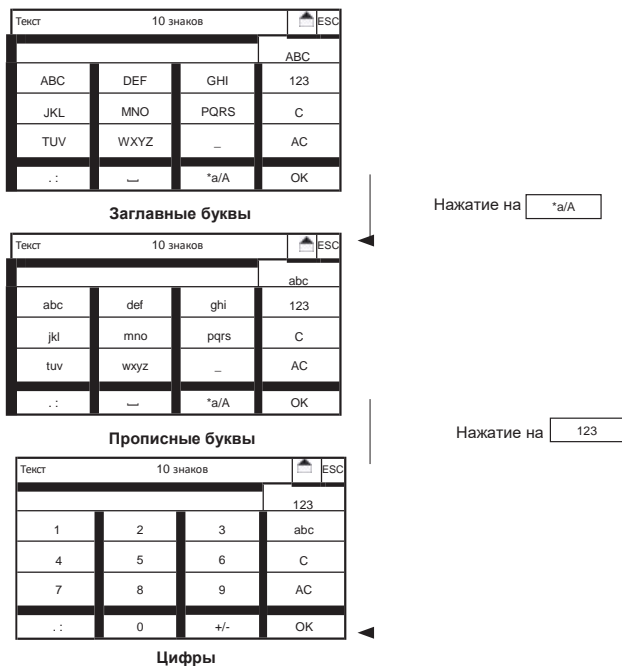 Текст 10 знаков ESC
ABC
ABC DEF GHI 123
JKL MNO PQRS C
TUV WXYZ _ AC
. : ⎵ *a/A OK
Заглавные буквы
Нажатие на *a/A
Текст 10 знаков ESC
abc
abc def ghi 123
jkl mno pqrs C
tuv wxyz _ AC
. : ⎵ *a/A OK
Прописные буквы
Нажатие на 123
Текст 10 знаков ESC
123
1 2 3 abc
4 5 6 C
7 8 9 AC
. : 0 +/- OK
Цифры